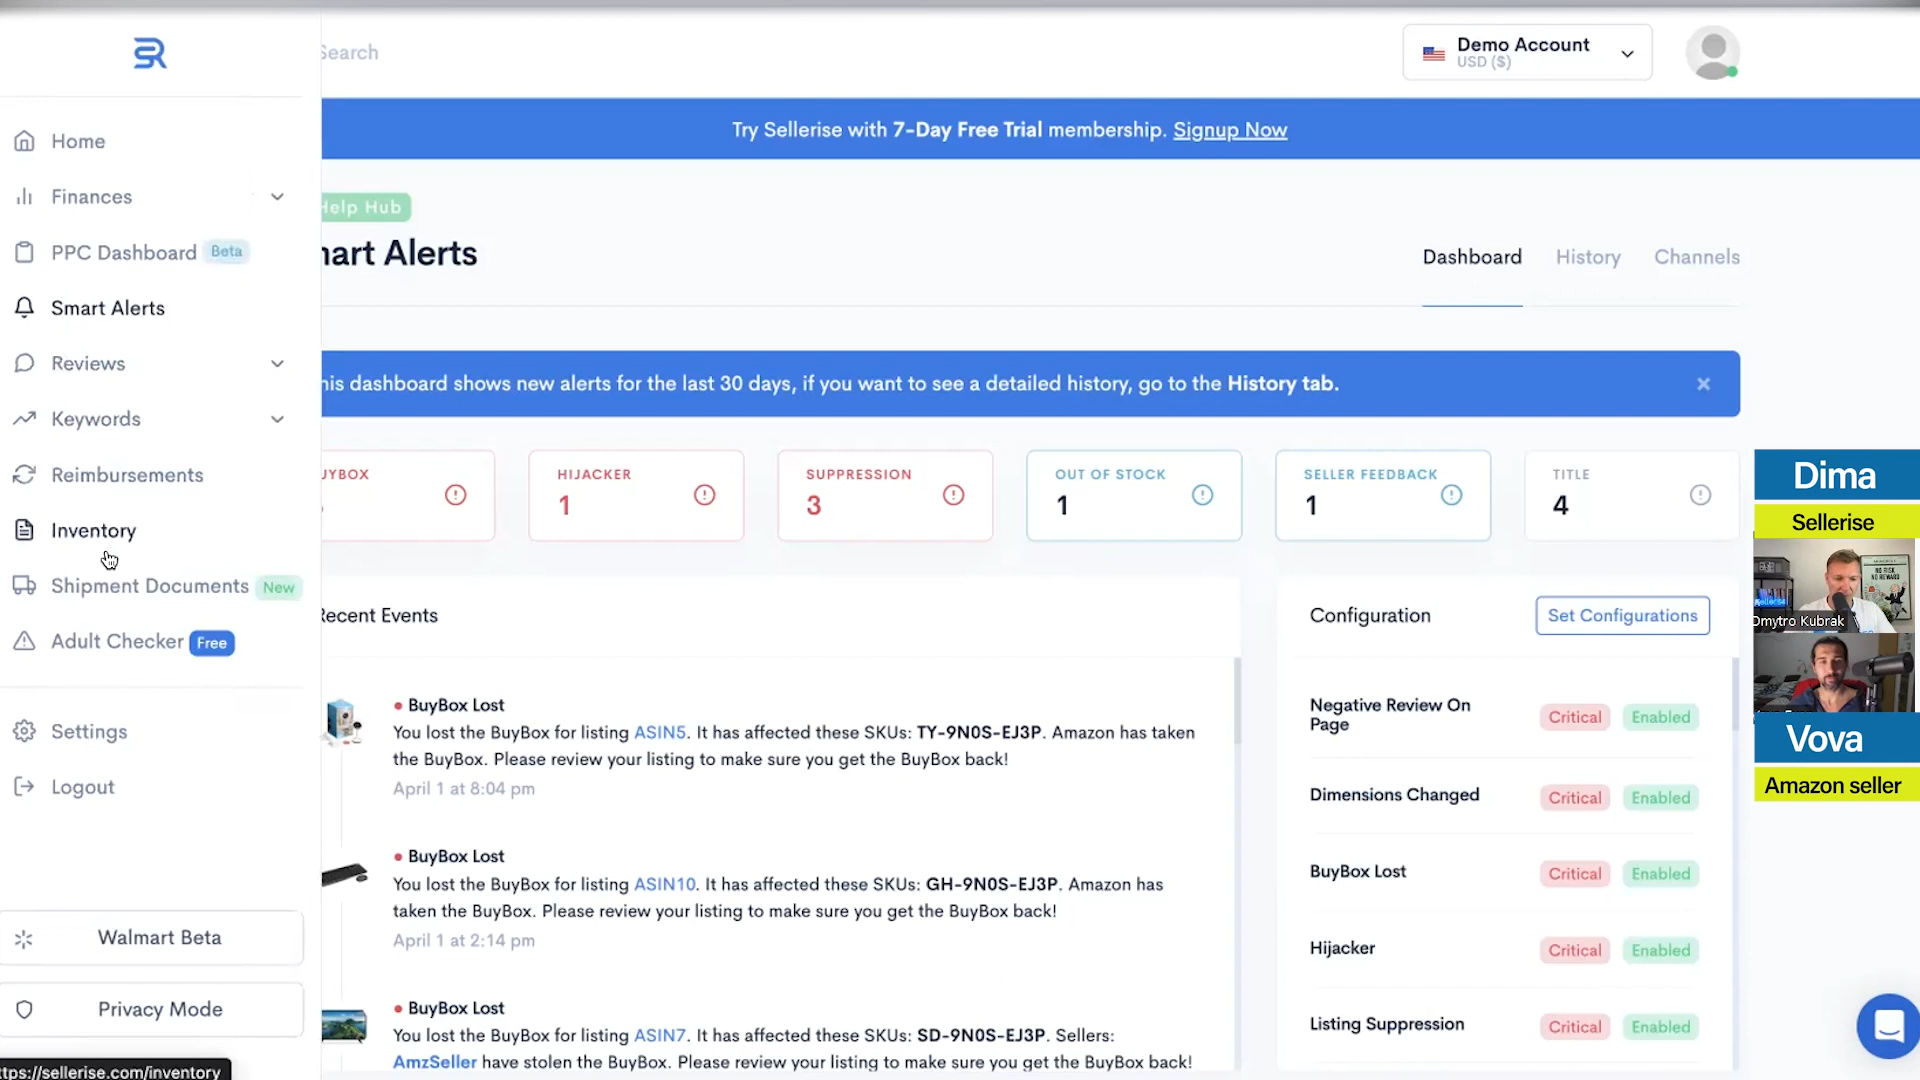 SR
Search
Demo Account
USD ($)
Home
Finances
PPC Dashboard Beta
Smart Alerts
Reviews
Keywords
Reimbursements
Inventory
Shipment Documents New
Adult Checker Free
Settings
Logout
Walmart Beta
Privacy Mode
ttps://sellerise.com/inventory
Try Sellerise with 7-Day Free Trial membership. Signup Now
Help Hub
mart Alerts
Dashboard
History
Channels
his dashboard shows new alerts for the last 30 days, if you want to see a detailed history, go to the History tab.
UYBOX
HIJACKER
1
SUPPRESSION
3
OUT OF STOCK
1
SELLER FEEDBACK
1
TITLE
4
Recent Events
BuyBox Lost
You lost the BuyBox for listing ASIN5. It has affected these SKUs: TY-9N0S-EJ3P. Amazon has taken
the BuyBox. Please review your listing to make sure you get the BuyBox back!
April 1 at 8:04 pm
BuyBox Lost
You lost the BuyBox for listing ASIN10. It has affected these SKUs: GH-9N0S-EJ3P. Amazon has
taken the BuyBox. Please review your listing to make sure you get the BuyBox back!
April 1 at 2:14 pm
BuyBox Lost
You lost the BuyBox for listing ASIN7. It has affected these SKUs: SD-9N0S-EJ3P. Sellers:
AmzSeller have stolen the BuyBox. Please review your listing to make sure you get the BuyBox back!
Configuration
Set Configurations
Negative Review On
Page
Critical Enabled
Dimensions Changed
Critical Enabled
BuyBox Lost
Critical Enabled
Hijacker
Critical Enabled
Listing Suppression
Critical Enabled
Dima
Sellerise
NO RISK
NO REWARD
Dmytro Kubrak
Vova
Amazon seller